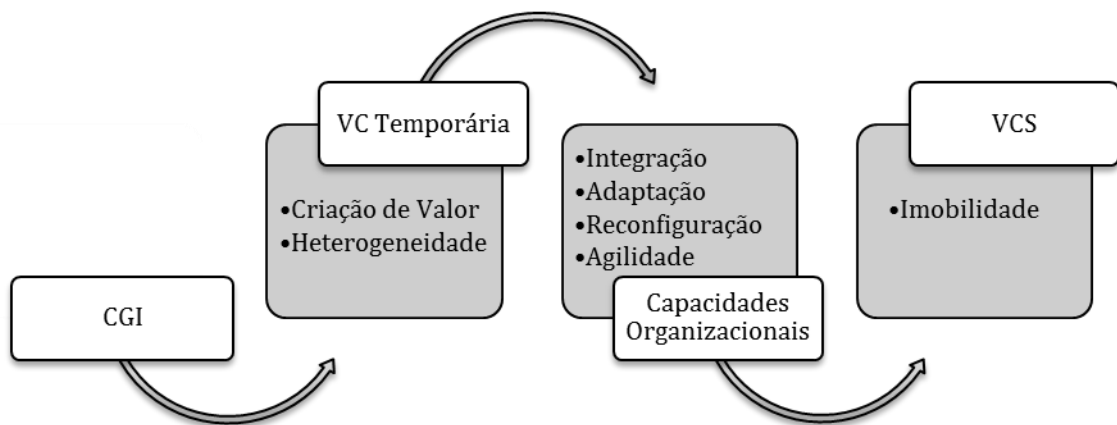 CGI
VC Temporária
•Criação de Valor
•Heterogeneidade
•Integração
•Adaptação
•Reconfiguração
•Agilidade
Capacidades
Organizacionais
VCS
•Imobilidade